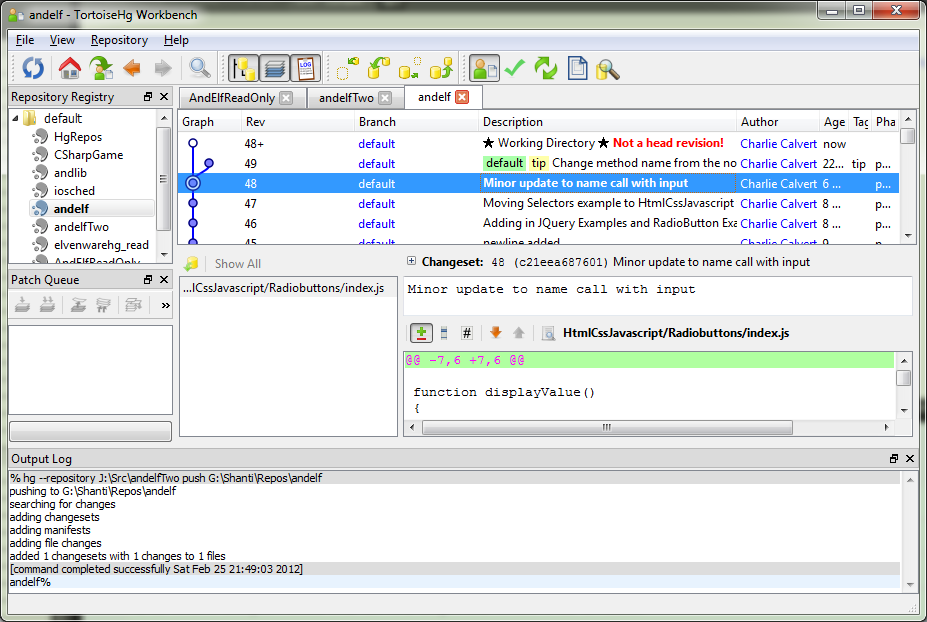 andelf - TortoiseHg Workbench
File View Repository Help
LOG
Repository Registry
default
HgRepos
CSharpGame
andlib
iosched
andelf
andelfTwo
elvenwarehg_read
AndElfReadOnly
Patch Queue
»
AndElfReadOnly andelfTwo andelf
Graph Rev Branch Description Author Age Tag Pha
48+ default ★ Working Directory ★ Not a head revision! Charlie Calvert now
49 default default tip Change method name from the no Charlie Calvert 22... tip p...
48 default Minor update to name call with input Charlie Calvert 6 ... p...
47 default Moving Selectors example to HtmlCssJavascript Charlie Calvert 8 ... p...
46 default Adding in JQuery Examples and RadioButton Exa Charlie Calvert 8 ... p...
45 default newline added Charlie Calvert 9 p...
Show All
...lCssJavascript/Radiobuttons/index.js
Changeset: 48 (c21eea687601) Minor update to name call with input
Minor update to name call with input
# HtmlCssJavascript/Radiobuttons/index.js
@@ -7,6 +7,6 @@
function displayValue()
{
Output Log
% hg --repository J:\Src\andelfTwo push G:\Shanti\Repos\andelf
pushing to G:\Shanti\Repos\andelf
searching for changes
adding changesets
adding manifests
adding file changes
added 1 changesets with 1 changes to 1 files
[command completed successfully Sat Feb 25 21:49:03 2012]
andelf%